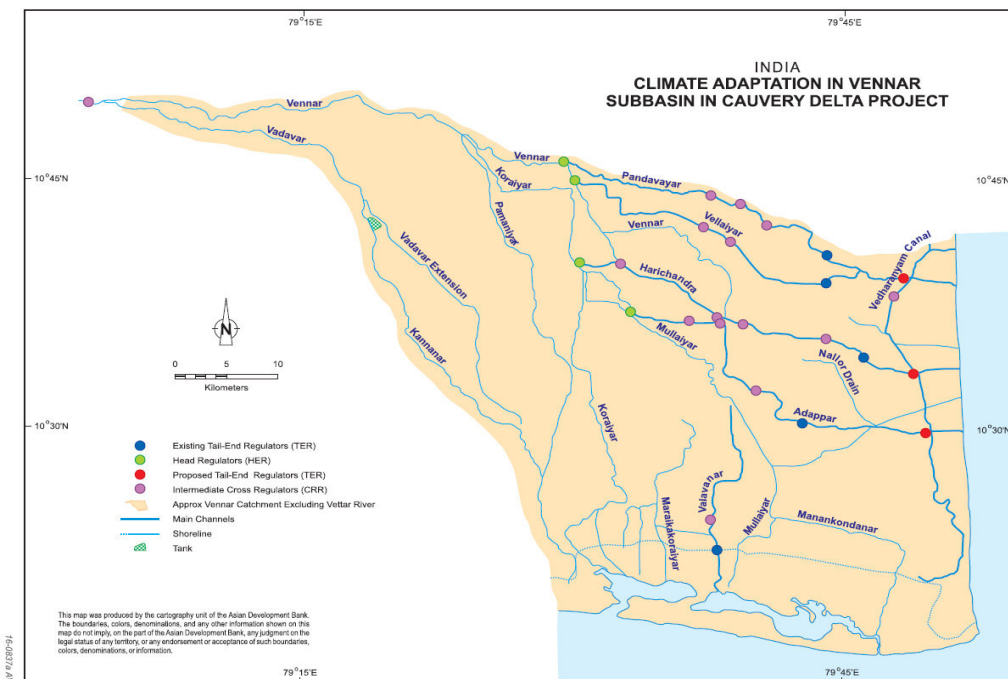 79°15'E
79°45'E
INDIA
CLIMATE ADAPTATION IN VENNAR
SUBBASIN IN CAUVERY DELTA PROJECT
Vennar
Vadavar
Vennar
10°45'N
10°45'N
Koraiyar
Pandavayar
Pamaniyar
Vennar
Vellaiyar
Vadavar Extension
Harichandra
Vedharanyam Canal
N
Kannanar
Mullaiyar
Nallor Drain
0 5 10
Kilometers
Koraiyar
Adappar
10°30'N
10°30'N
Existing Tail-End Regulators (TER)
Head Regulators (HER)
Proposed Tail-End Regulators (TER)
Intermediate Cross Regulators (CRR)
Approx Vennar Catchment Excluding Vettar River
Main Channels
Shoreline
Tank
Valavanar
Maraikakoraiyar
Mullaiyar
Manankondanar
This map was produced by the cartography unit of the Asian Development Bank.
The boundaries, colors, denominations, and any other information shown on this
map do not imply, on the part of the Asian Development Bank, any judgment on the
legal status of any territory, or any endorsement or acceptance of such boundaries,
colors, denominations, or information.
79°15'E
79°45'E